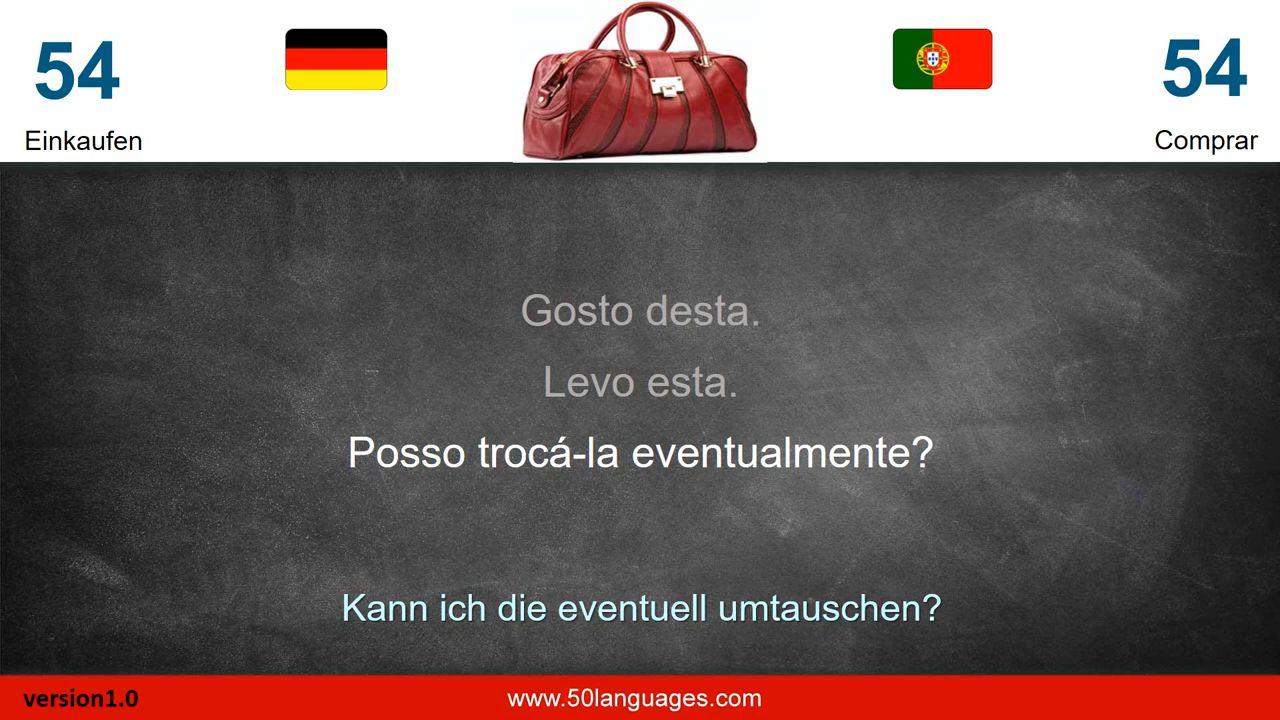 54
54
Einkaufen
Comprar
Gosto desta.
Levo esta.
Posso trocá-la eventualmente?
Kann ich die eventuell umtauschen?
version1.0
www.50languages.com